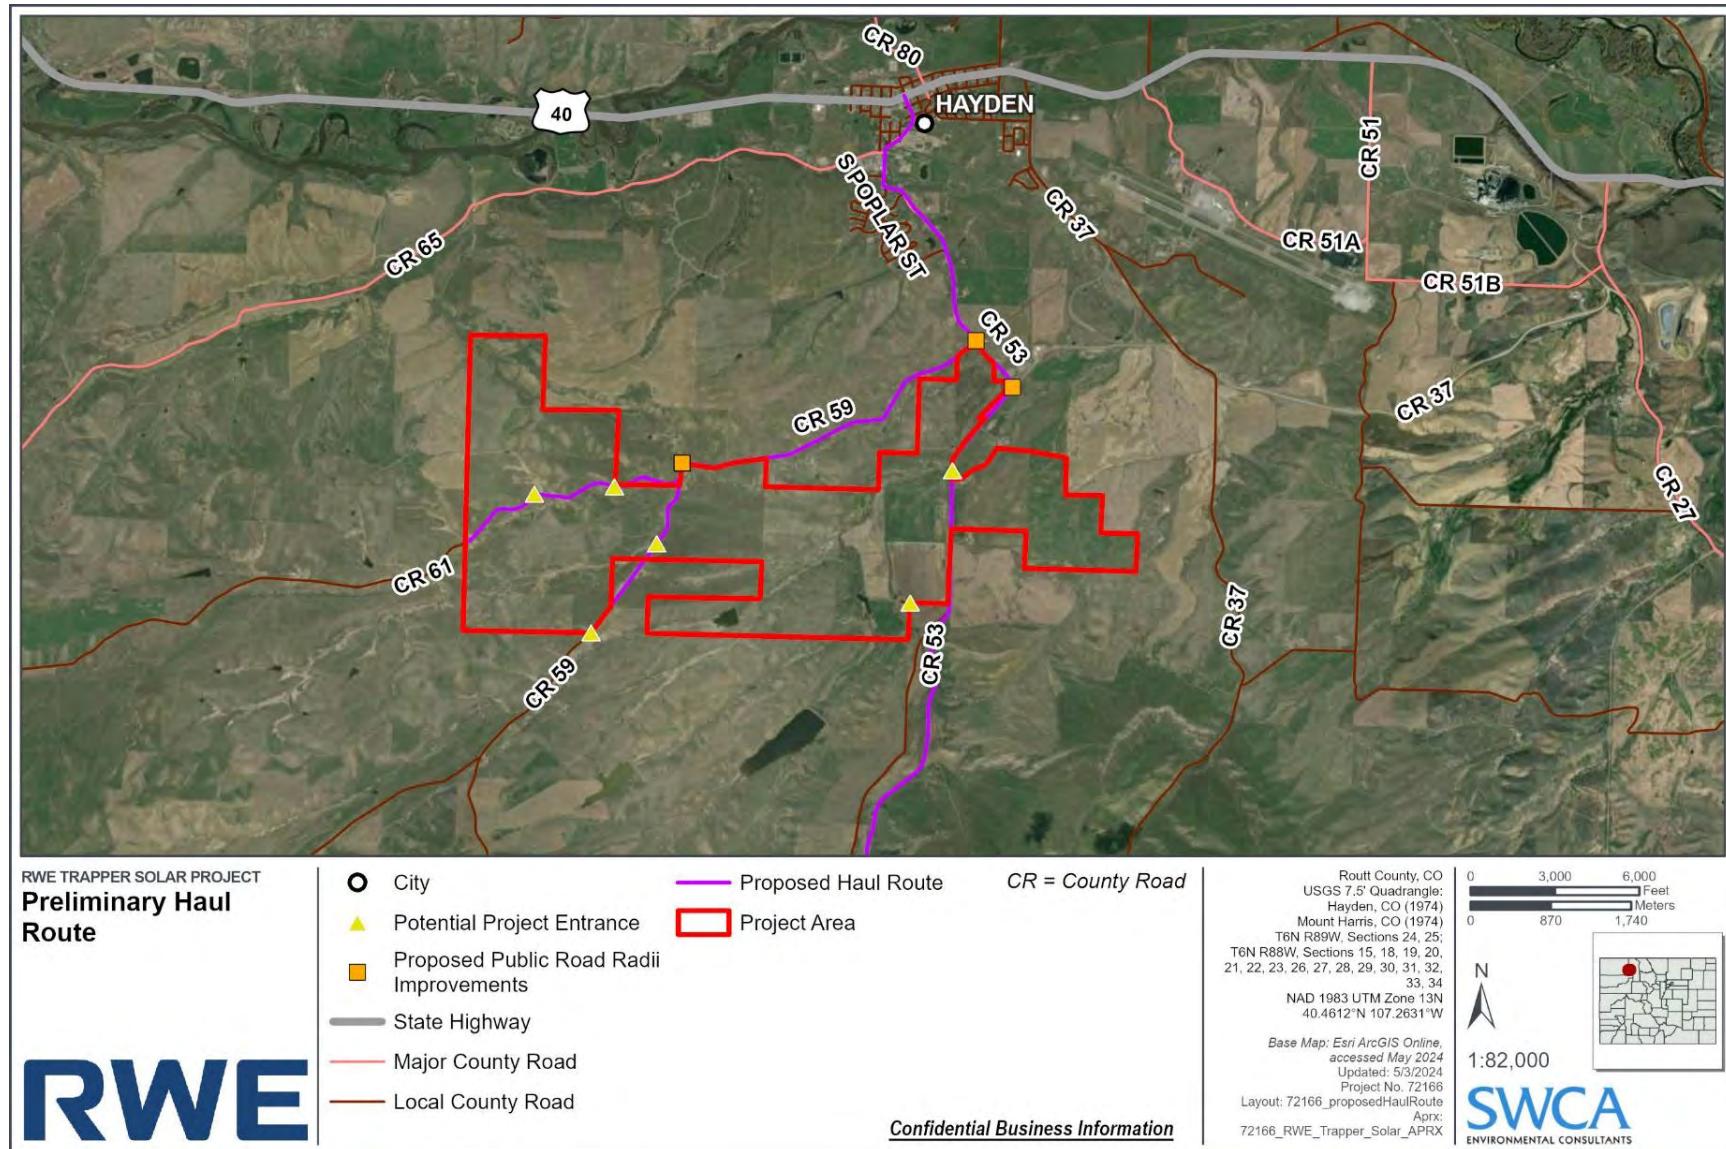 CR 80
40
HAYDEN
S POPLAR ST
CR 51
CR 37
CR 65
CR 51A
CR 51B
CR 53
CR 59
CR 37
CR 27
CR 61
CR 37
CR 53
CR 59
RWE TRAPPER SOLAR PROJECT
Preliminary Haul
Route
RWE
City
Potential Project Entrance
Proposed Public Road Radii
Improvements
State Highway
Major County Road
Local County Road
Proposed Haul Route
Project Area
CR = County Road
Confidential Business Information
Routt County, CO
USGS 7.5' Quadrangle:
Hayden, CO (1974)
Mount Harris, CO (1974)
T6N R89W, Sections 24, 25;
T6N R88W, Sections 15, 18, 19, 20,
21, 22, 23, 26, 27, 28, 29, 30, 31, 32,
33, 34
NAD 1983 UTM Zone 13N
40.4612°N 107.2631°W
Base Map: Esri ArcGIS Online,
accessed May 2024
Updated: 5/3/2024
Project No. 72166
Layout: 72166_proposedHaulRoute
Aprx:
72166_RWE_Trapper_Solar_APRX
0 3,000 6,000
Feet
Meters
0 870 1,740
N
1:82,000
SWCA
ENVIRONMENTAL CONSULTANTS